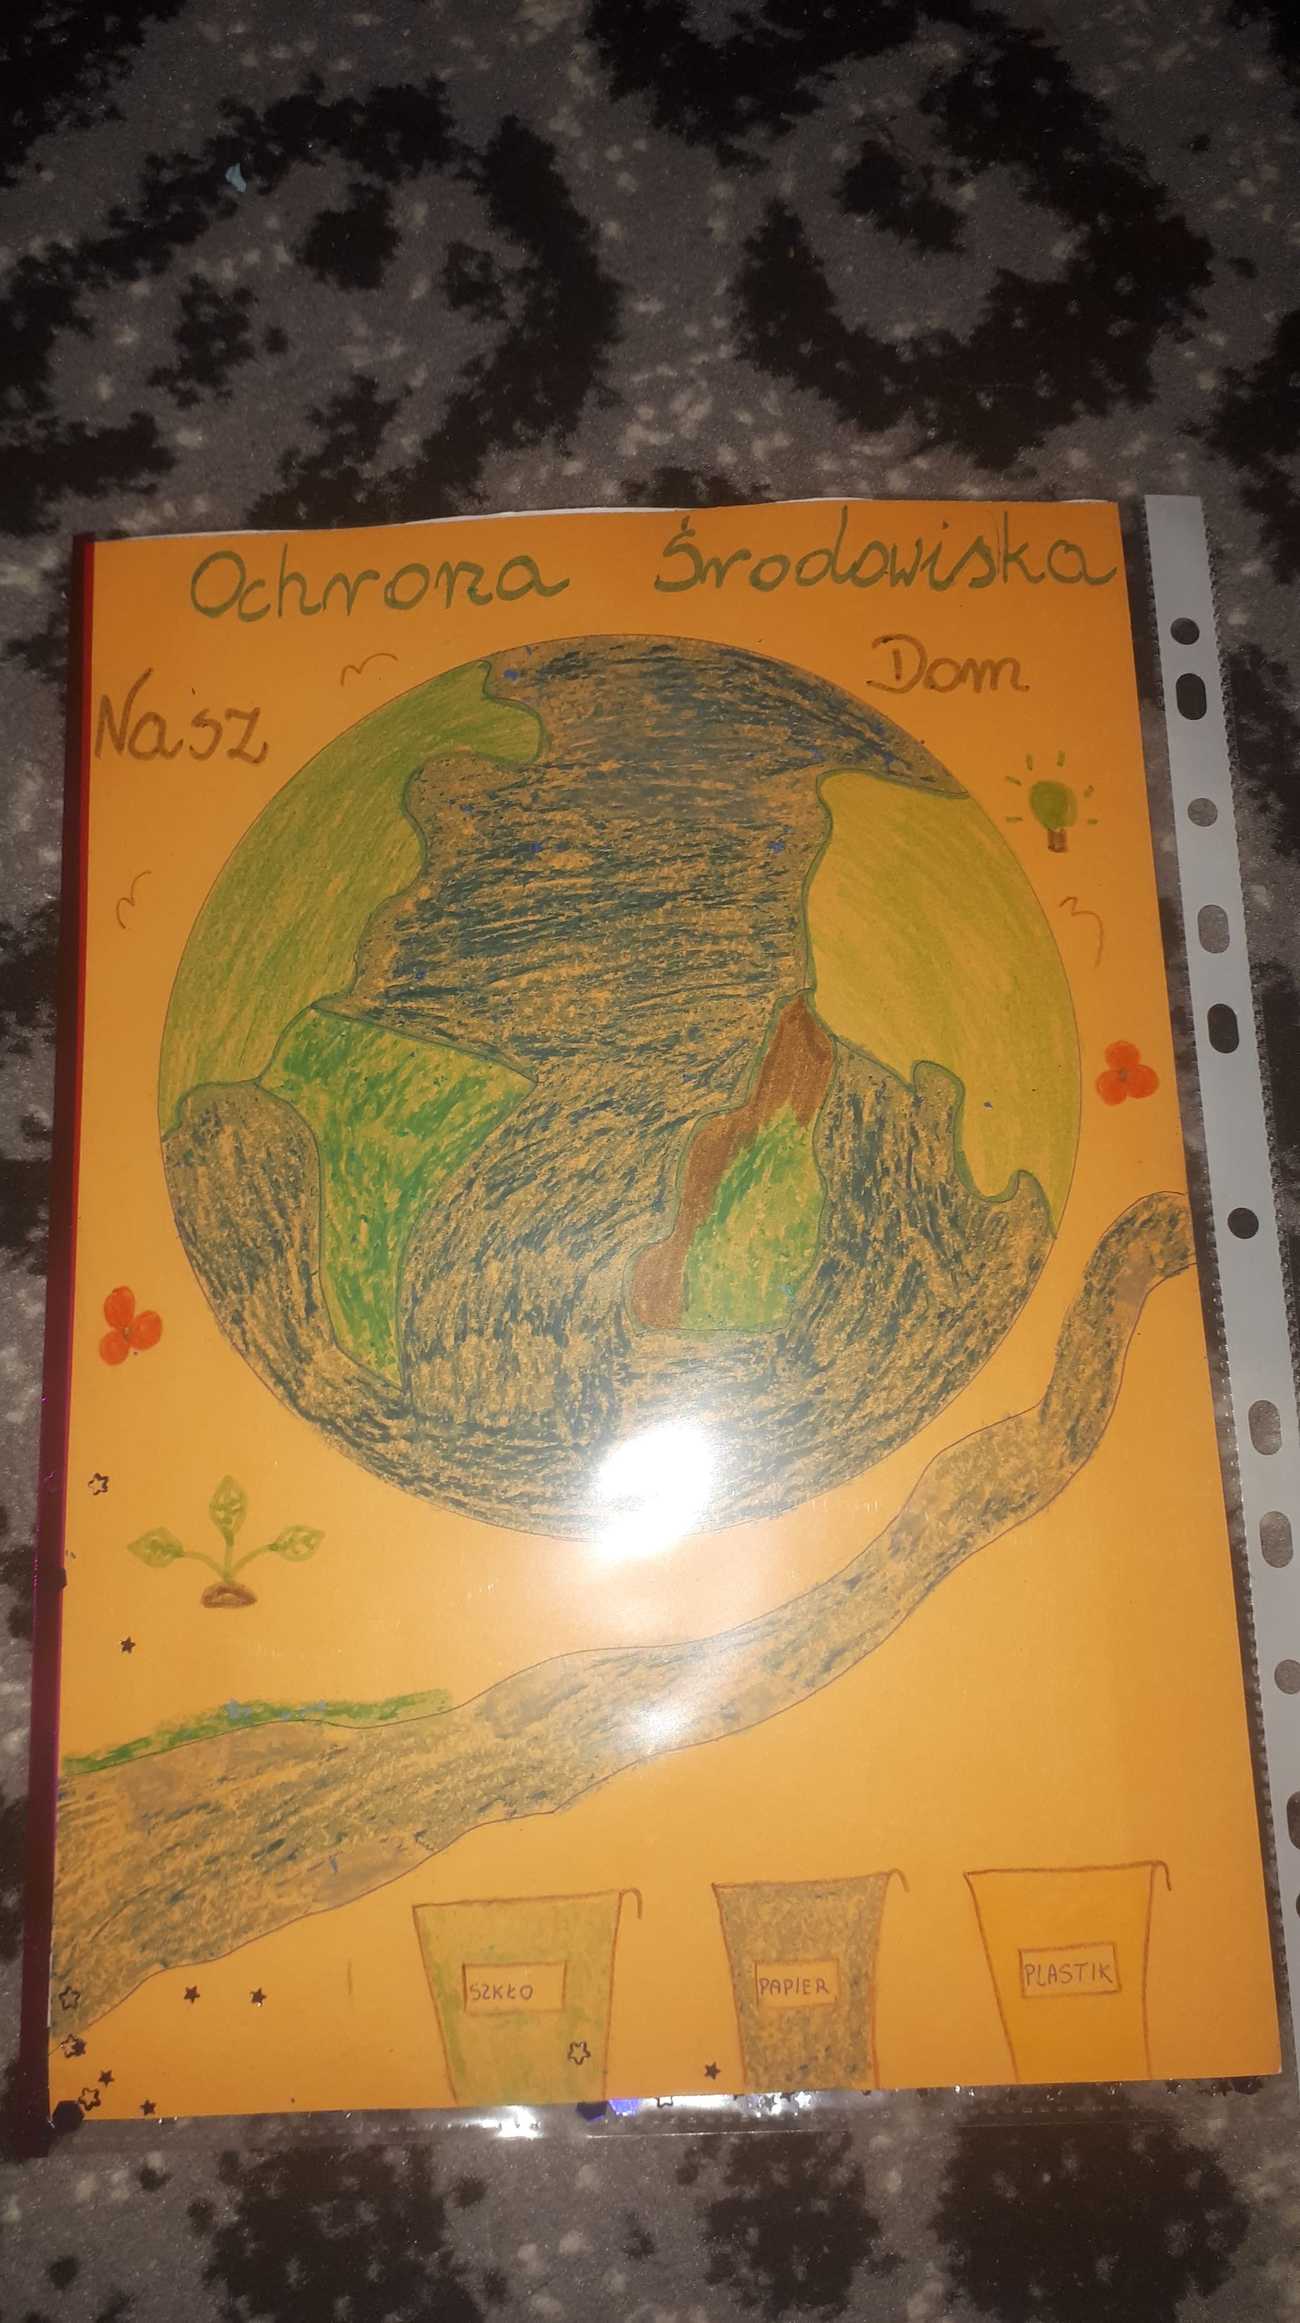 Ochrona Środowiska
Nasz Dom
SZKŁO
PAPIER
PLASTIK